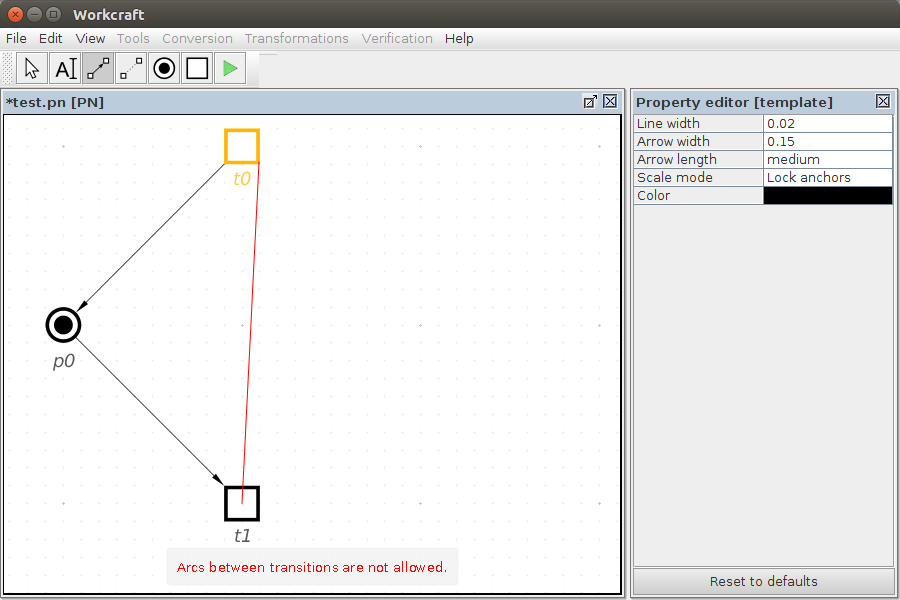 Workcraft
File Edit View Tools Conversion Transformations Verification Help
AI
*test.pn [PN]
Property editor [template]
Line width 0.02
Arrow width 0.15
Arrow length medium
Scale mode Lock anchors
Color
t0
p0
t1
Arcs between transitions are not allowed.
Reset to defaults